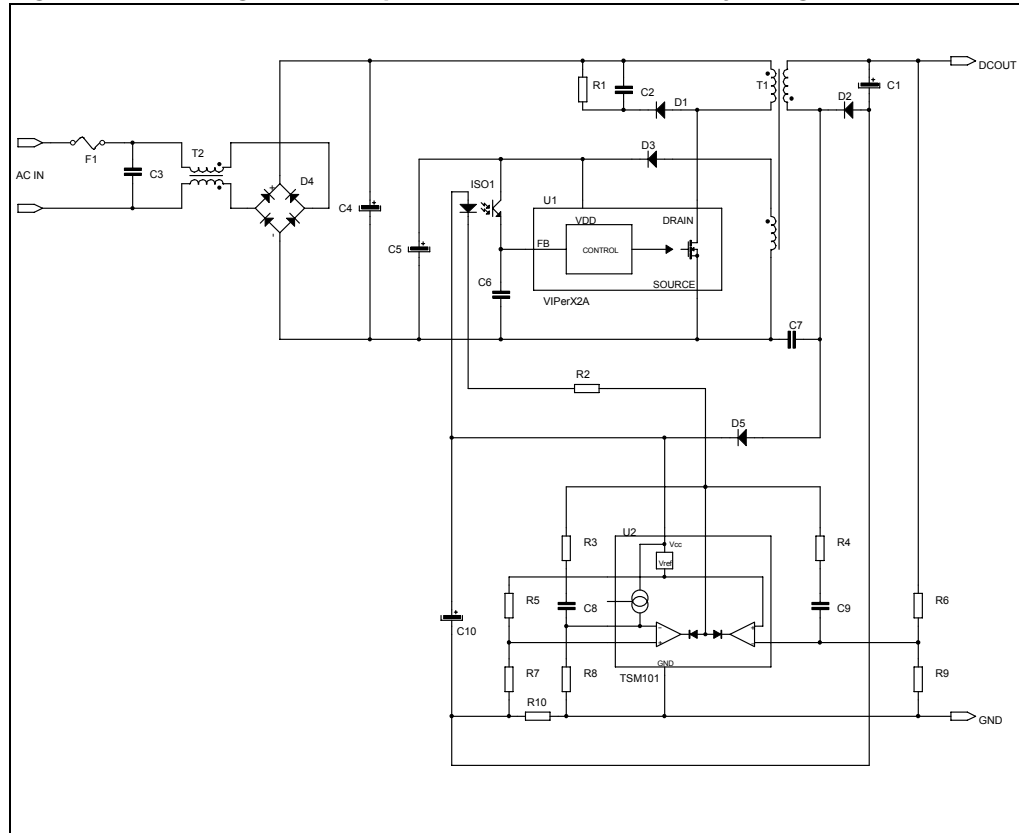 R1
C2
D1
T1
D2
C1
DCOUT
F1
AC IN
C3
T2
D4
+
-
C4
+
C5
+
ISO1
D3
U1
VDD
DRAIN
FB
CONTROL
C6
SOURCE
VIPerX2A
C7
R2
D5
U2
R3
Vcc
Vref
R4
R5
C8
C9
R6
C10
+
-
+
+
-
GND
R7
R8
TSM101
R9
R10
GND
+